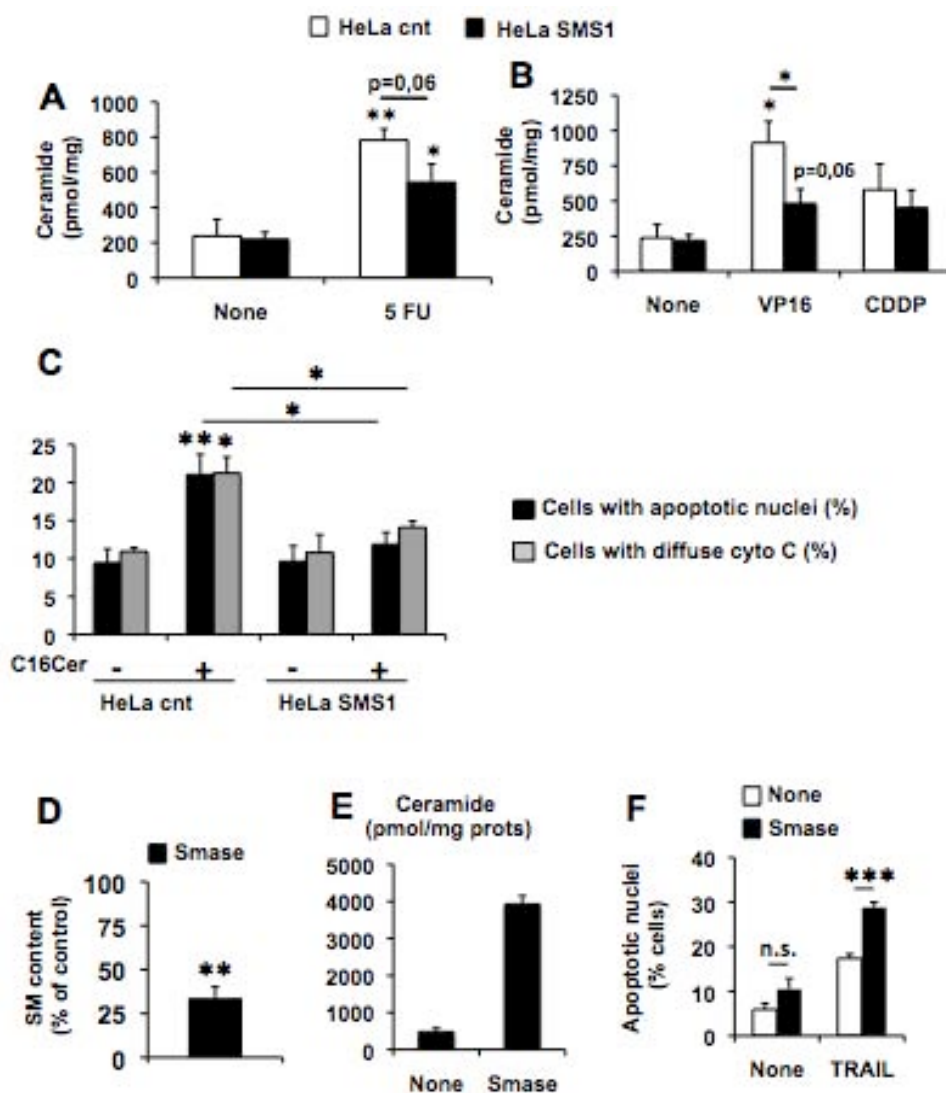 HeLa cnt HeLa SMS1
A
p=0,06
** *
Ceramide
(pmol/mg)
1000
800
600
400
200
0
None 5 FU
B
*
*
p=0,06
Ceramide
(pmol/mg)
1250
1000
750
500
250
0
None VP16 CDDP
C
*
*
** *
25
20
15
10
5
0
C16Cer - + - +
HeLa cnt HeLa SMS1
Cells with apoptotic nuclei (%)
Cells with diffuse cyto C (%)
D
Smase
SM content
(% of control)
100
75
50
25
0
**
E
Ceramide
(pmol/mg prots)
5000
4000
3000
2000
1000
0
None Smase
F
None
Smase
Apoptotic nuclei
(% cells)
40
30
20
10
0
n.s.
***
None TRAIL